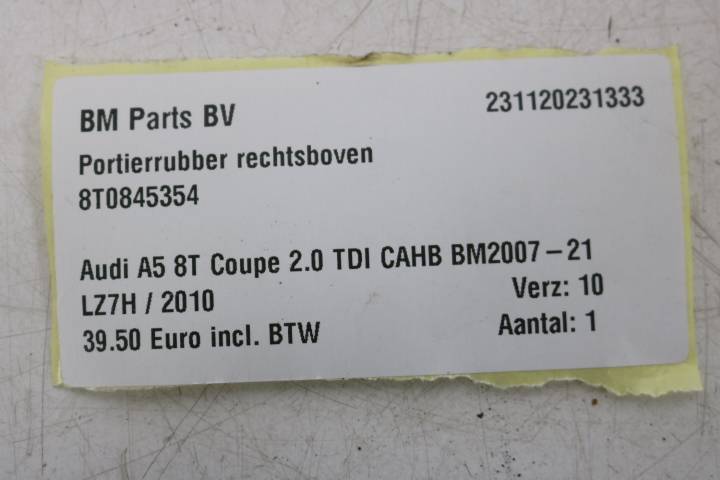 BM Parts BV 231120231333
Portierrubber rechtsboven
8T0845354
Audi A5 8T Coupe 2.0 TDI CAHB BM2007-21
LZ7H / 2010 Verz: 10
39.50 Euro incl. BTW Aantal: 1